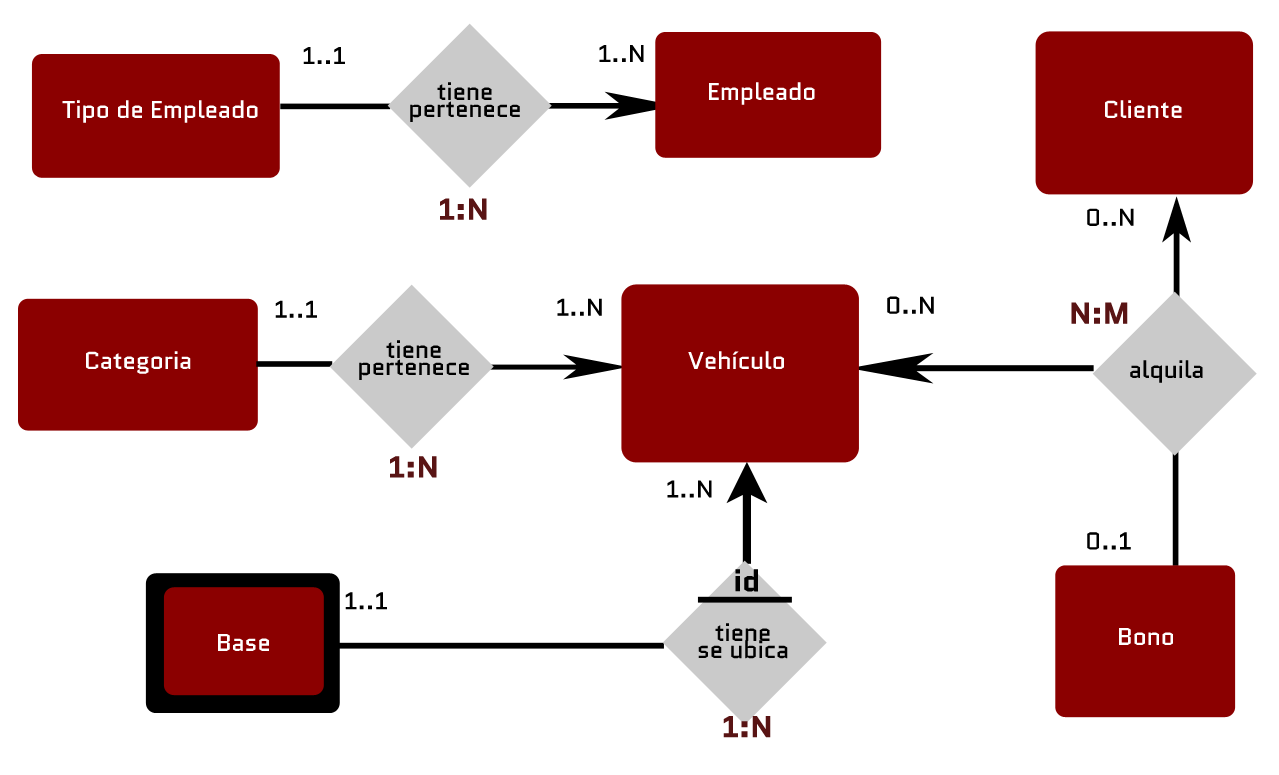 1..1
1..N
Tipo de Empleado
tiene
pertenece
Empleado
Cliente
1:N
0..N
Categoria
1..1
tiene
pertenece
1..N
Vehículo
0..N
N:M
alquila
1:N
1..N
0..1
Base
1..1
id
tiene
se ubica
Bono
1:N